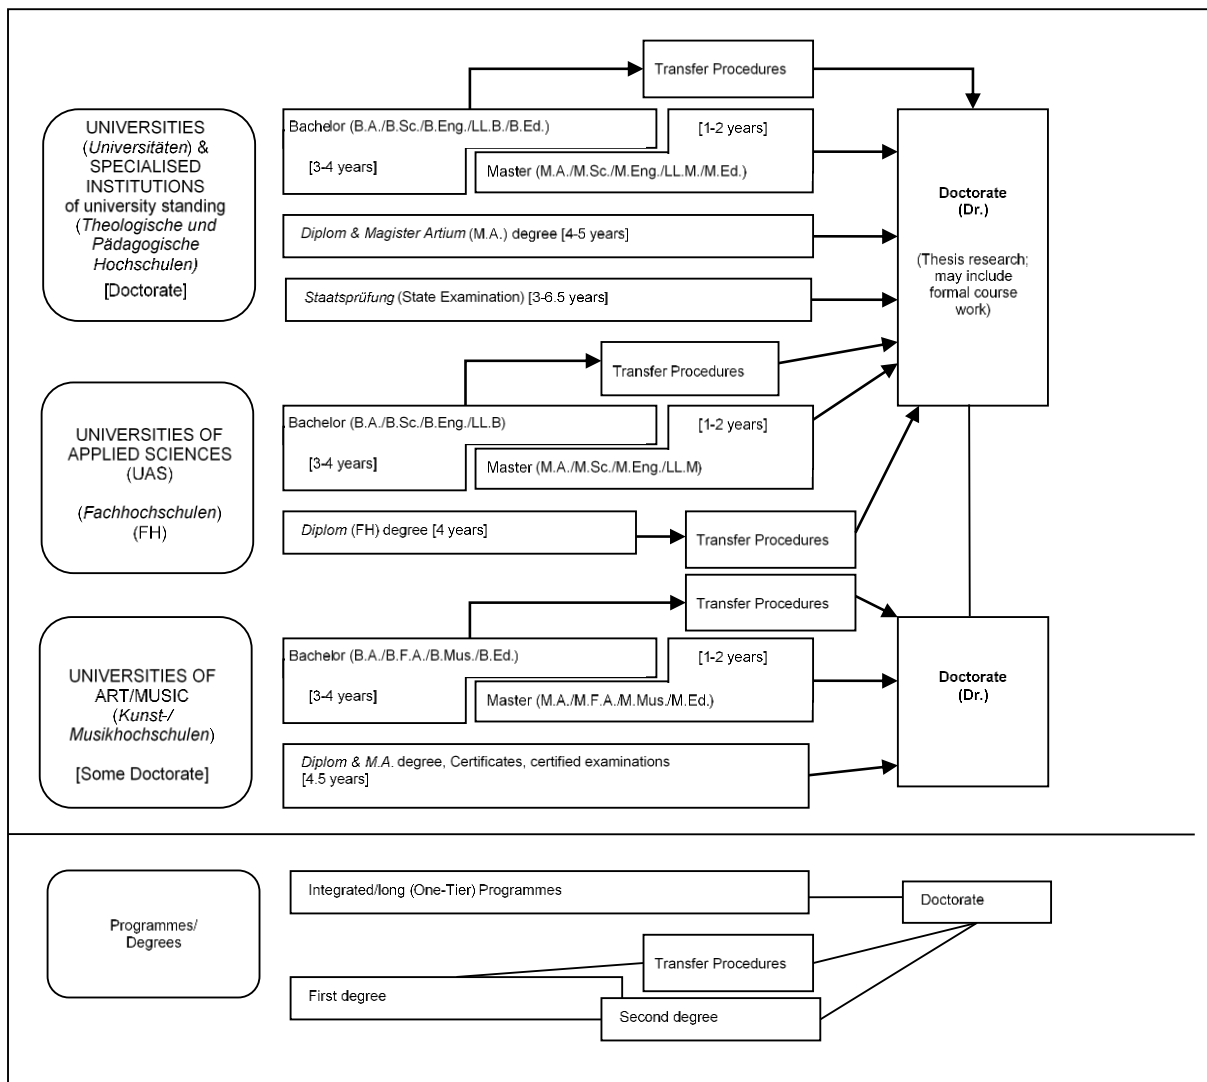 Transfer Procedures
UNIVERSITIES
(Universitäten) &
SPECIALISED
INSTITUTIONS
of university standing
(Theologische und
Pädagogische
Hochschulen)
[Doctorate]
Bachelor (B.A./B.Sc./B.Eng./LL.B./B.Ed.)
[3-4 years]
[1-2 years]
Master (M.A./M.Sc./M.Eng./LL.M./M.Ed.)
Diplom & Magister Artium (M.A.) degree [4-5 years]
Staatsprüfung (State Examination) [3-6.5 years]
Doctorate
(Dr.)
(Thesis research;
may include
formal course
work)
Transfer Procedures
UNIVERSITIES OF
APPLIED SCIENCES
(UAS)
(Fachhochschulen)
(FH)
Bachelor (B.A./B.Sc./B.Eng./LL.B)
[3-4 years]
[1-2 years]
Master (M.A./M.Sc./M.Eng./LL.M)
Diplom (FH) degree [4 years]
Transfer Procedures
Transfer Procedures
UNIVERSITIES OF
ART/MUSIC
(Kunst-/
Musikhochschulen)
[Some Doctorate]
Bachelor (B.A./B.F.A./B.Mus./B.Ed.)
[3-4 years]
[1-2 years]
Master (M.A./M.F.A./M.Mus./M.Ed.)
Diplom & M.A. degree, Certificates, certified examinations
[4.5 years]
Doctorate
(Dr.)
Programmes/
Degrees
Integrated/long (One-Tier) Programmes
Doctorate
Transfer Procedures
First degree
Second degree